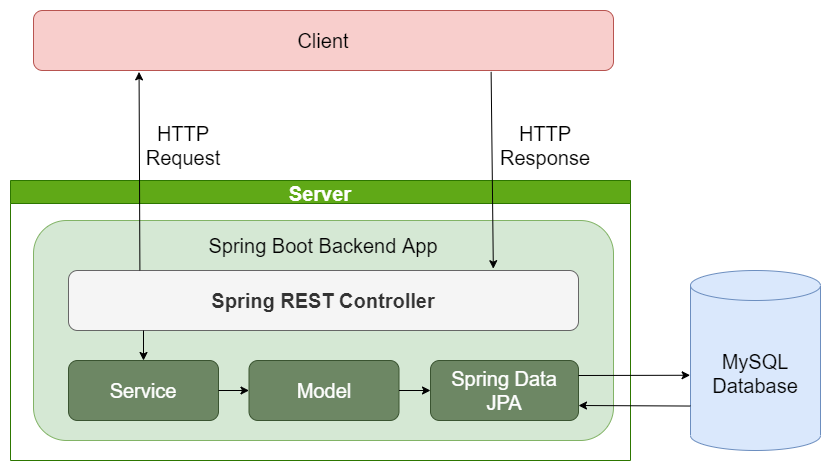 Client
HTTP
Request
HTTP
Response
Server
Spring Boot Backend App
Spring REST Controller
Service
Model
Spring Data
JPA
MySQL
Database